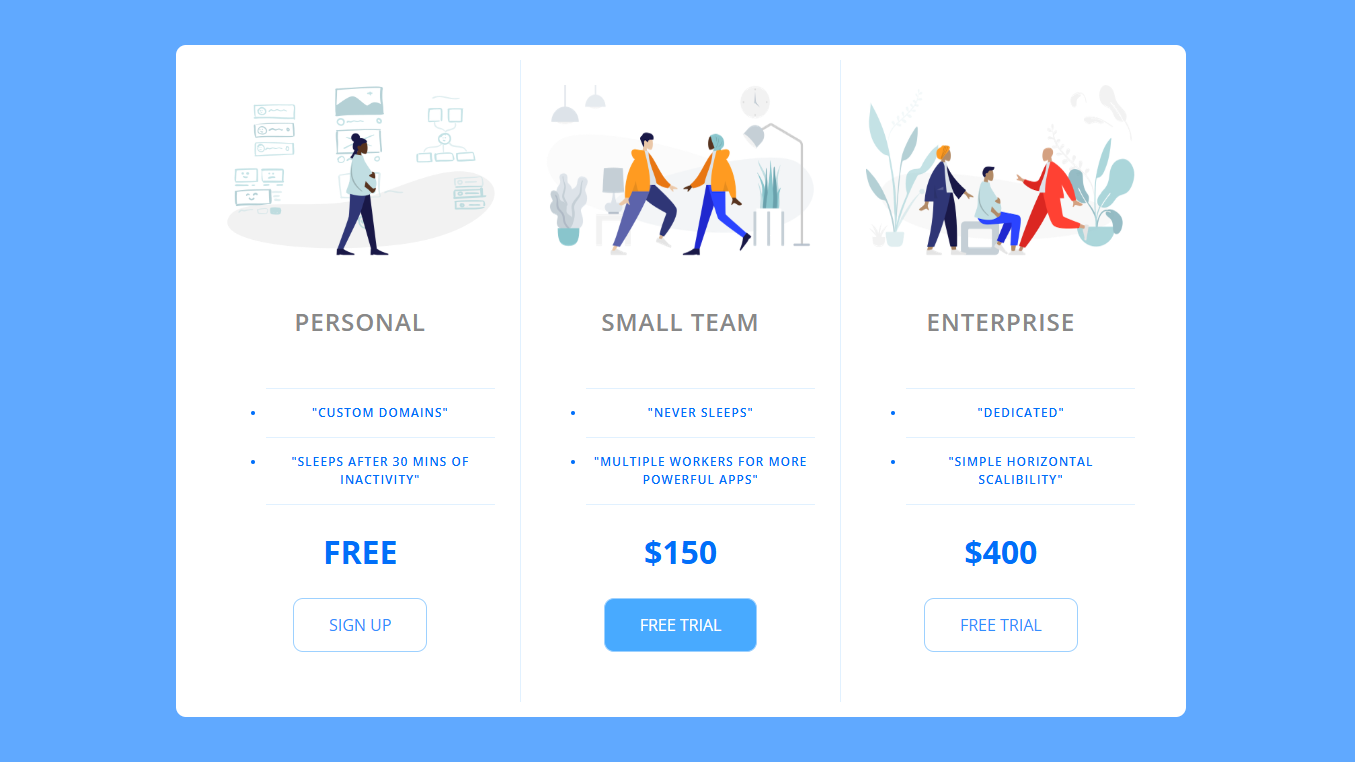 PERSONAL
"CUSTOM DOMAINS"
"SLEEPS AFTER 30 MINS OF
INACTIVITY"
FREE
SIGN UP
SMALL TEAM
"NEVER SLEEPS"
"MULTIPLE WORKERS FOR MORE
POWERFUL APPS"
$150
FREE TRIAL
ENTERPRISE
"DEDICATED"
"SIMPLE HORIZONTAL
SCALIBILITY"
$400
FREE TRIAL